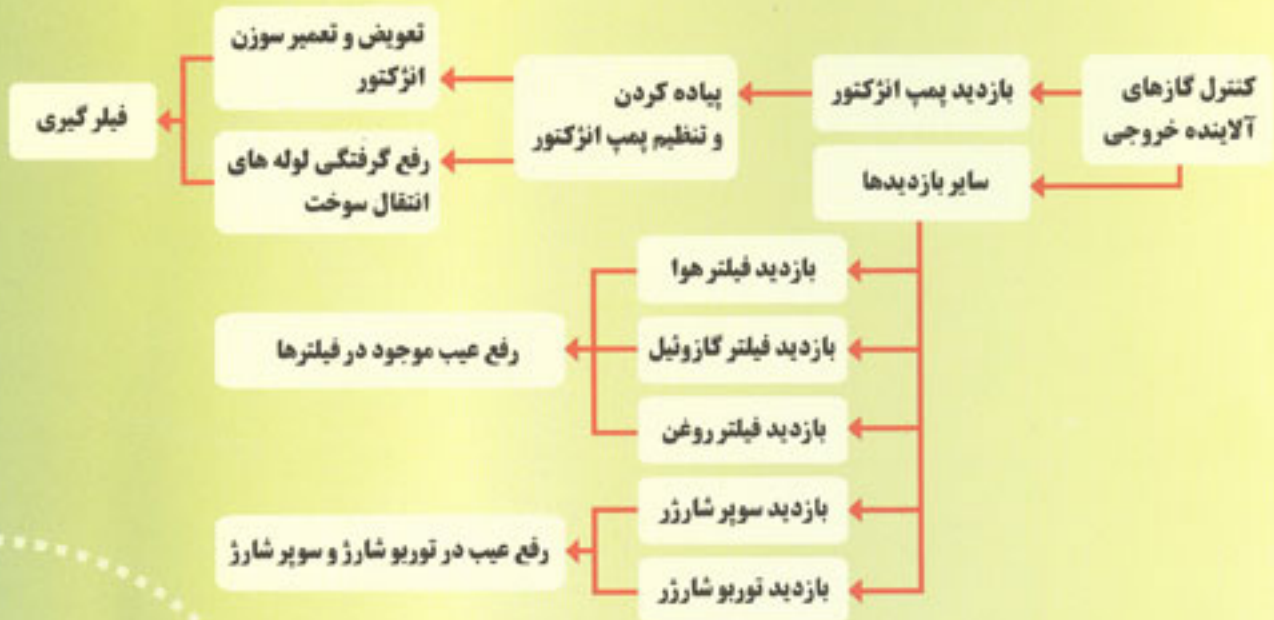 کنترل گازهای
آلاینده خروجی
بازدید پمپ انژکتور
پیاده کردن
و تنظیم پمپ انژکتور
تعویض و تعمیر سوزن
انژکتور
رفع گرفتگی لوله های
انتقال سوخت
فیلر گیری
سایر بازدیدها
بازدید فیلتر هوا
بازدید فیلتر گازوئیل
بازدید فیلتر روغن
رفع عیب موجود در فیلترها
بازدید سوپر شارژر
بازدید توربو شارژر
رفع عیب در توربو شارژ و سوپر شارژ